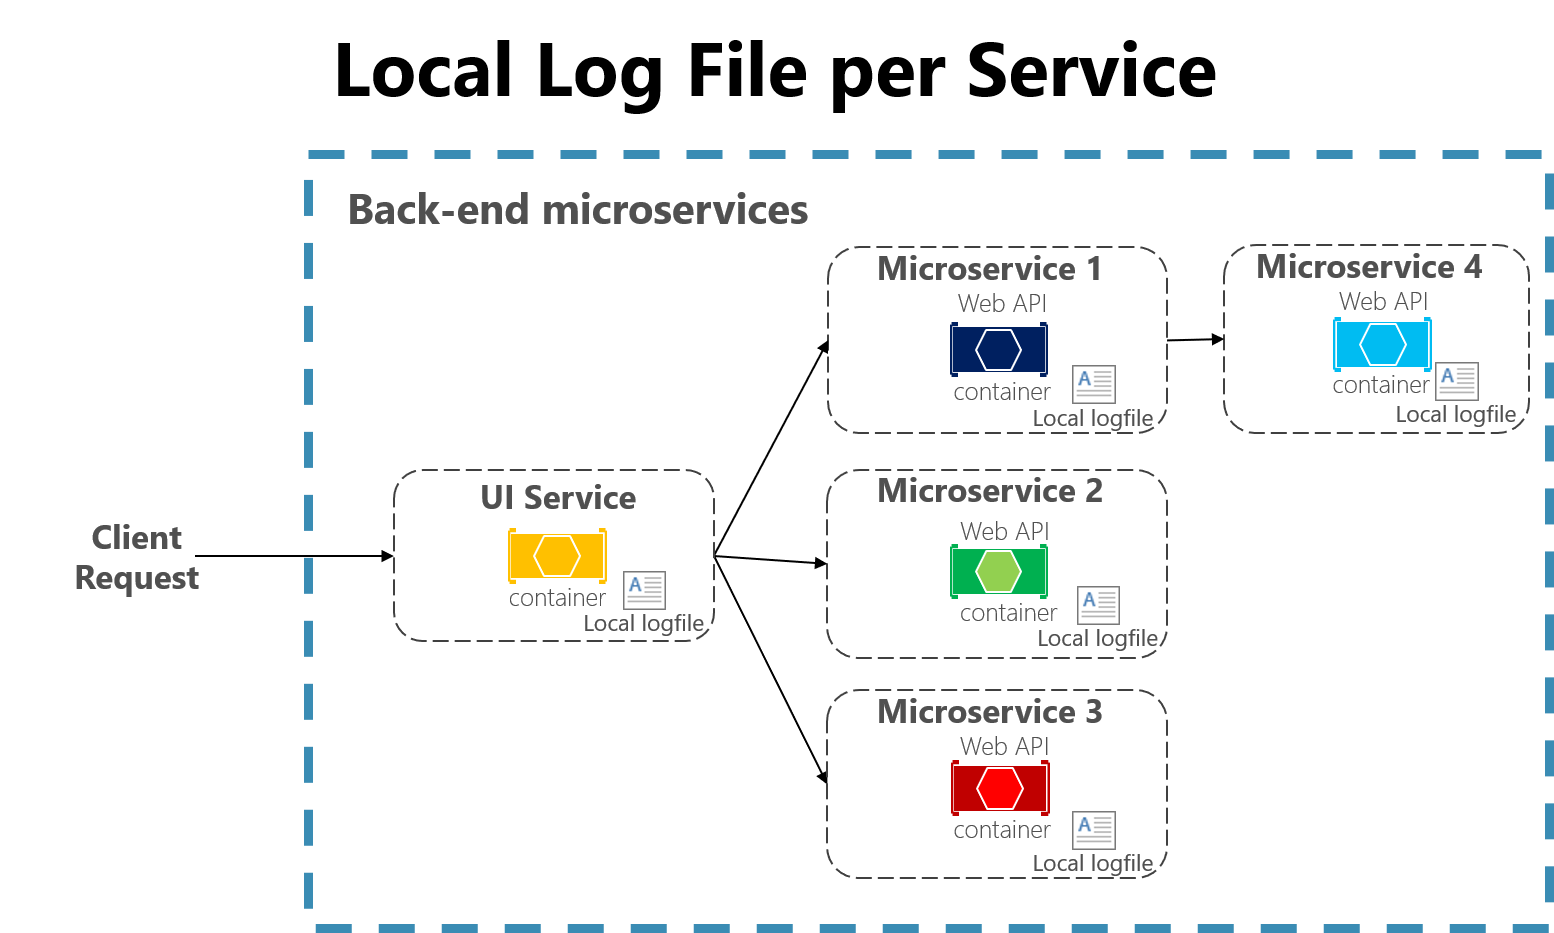 Local Log File per Service
Back-end microservices
Client
Request
UI Service
container
A
Local logfile
Microservice 1
Web API
container
A
Local logfile
Microservice 4
Web API
container
A
Local logfile
Microservice 2
Web API
container
A
Local logfile
Microservice 3
Web API
container
A
Local logfile